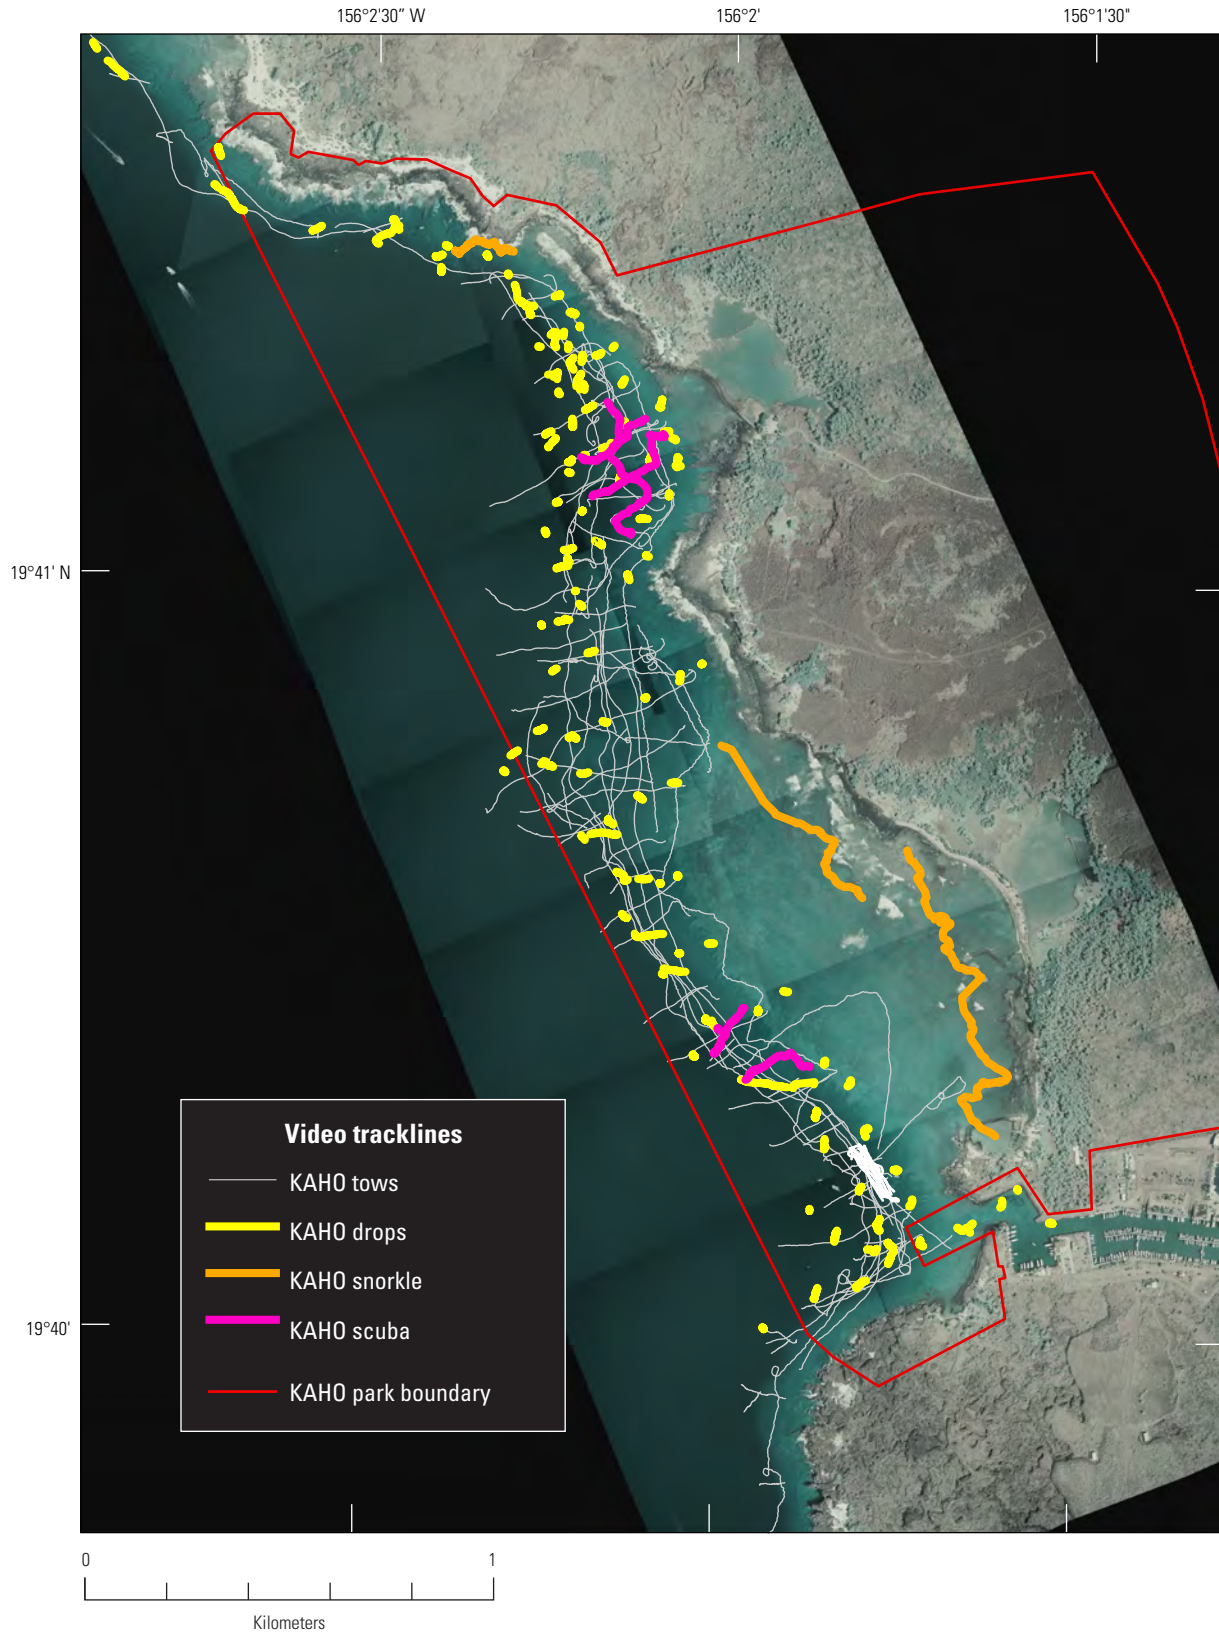 156°2'30" W
156°2'
156°1'30"
19°41' N
19°40'
Video tracklines
KAHO tows
KAHO drops
KAHO snorkle
KAHO scuba
KAHO park boundary
0
1
Kilometers